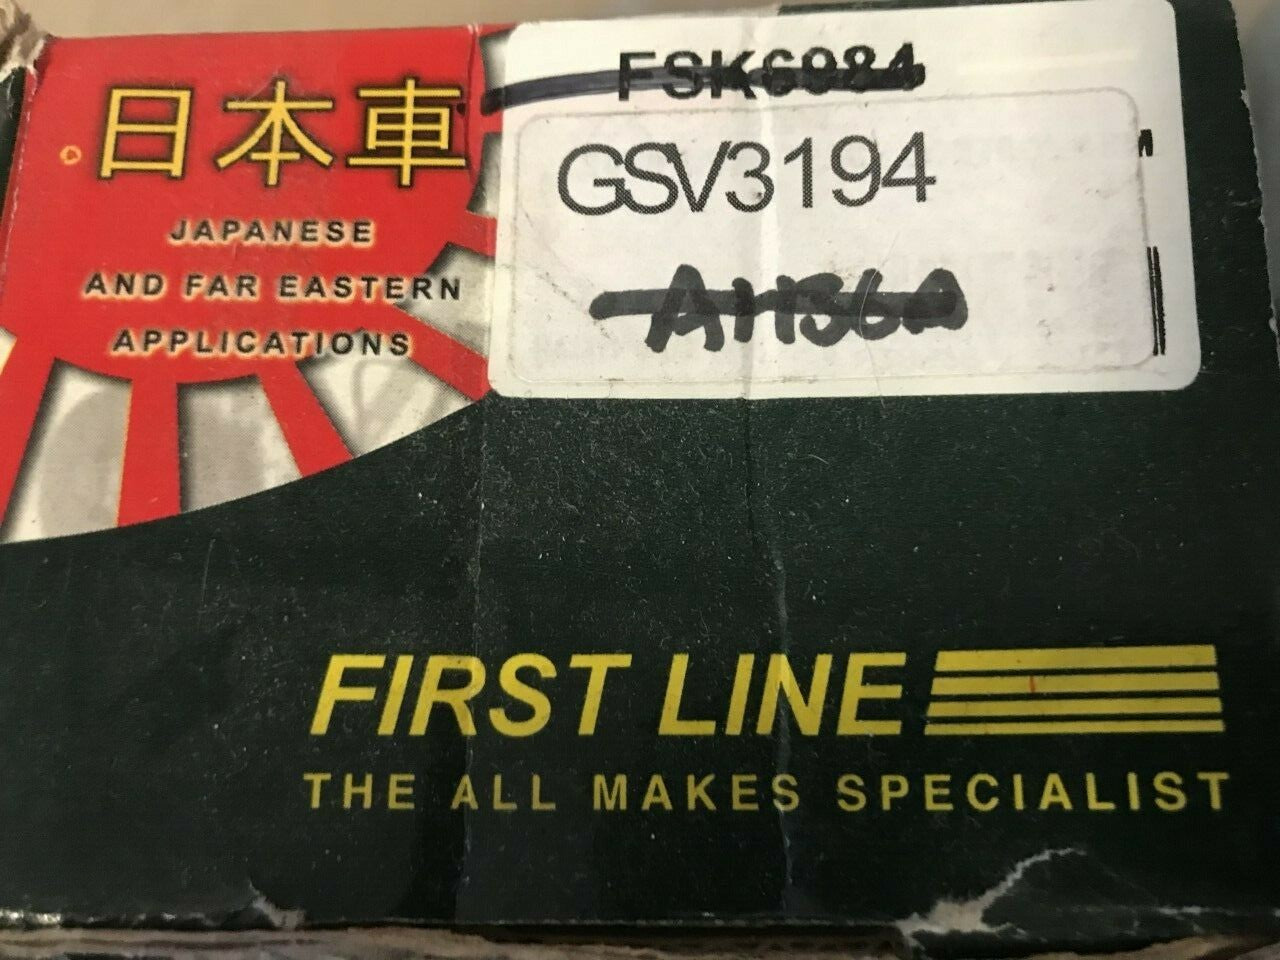 日本車
JAPANESE
AND FAR EASTERN
APPLICATIONS
FSK6984
GSV3194
FIRST LINE
THE ALL MAKES SPECIALIST